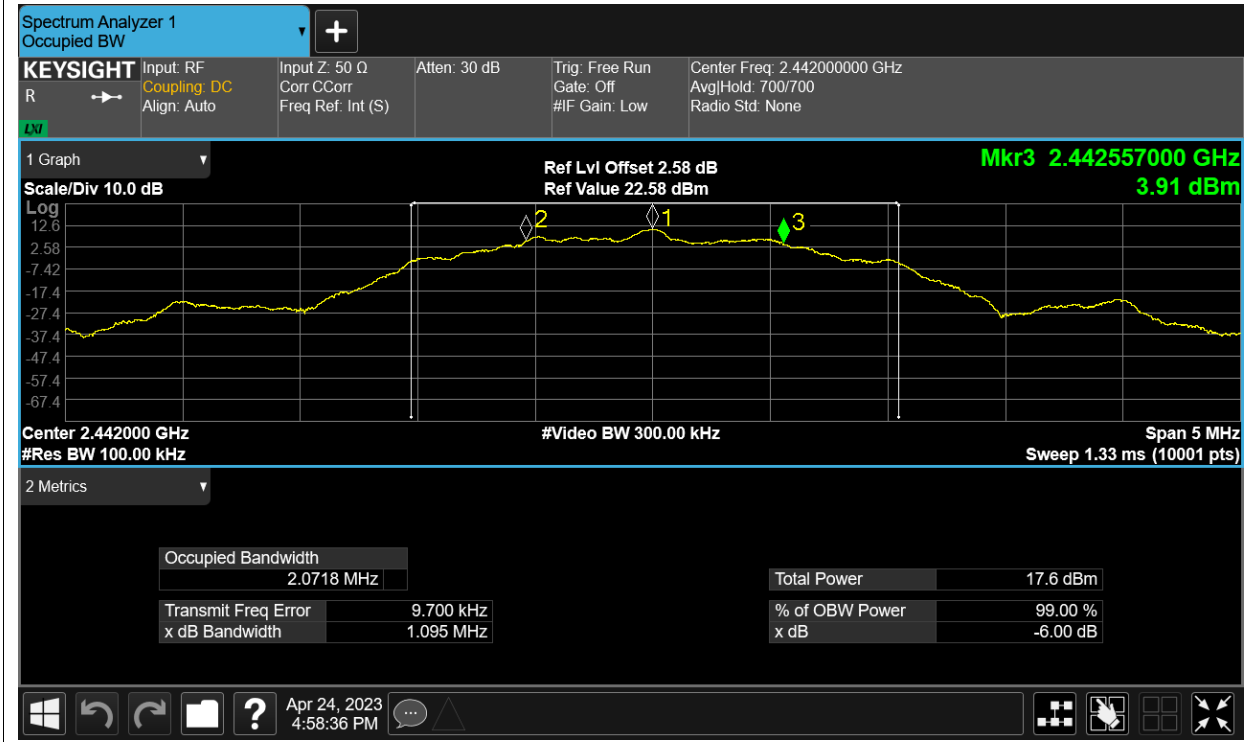 Spectrum Analyzer 1
Occupied BW
+
KEYSIGHT Input: RF Input Z: 50 Ω Atten: 30 dB Trig: Free Run Center Freq: 2.442000000 GHz
R Coupling: DC Corr CCorr Gate: Off Avg|Hold: 700/700
Align: Auto Freq Ref: Int (S) #IF Gain: Low Radio Std: None
LXI
1 Graph Ref Lvl Offset 2.58 dB Mkr3 2.442557000 GHz
Scale/Div 10.0 dB Ref Value 22.58 dBm 3.91 dBm
Log
12.6
2 1 3
2.58
-7.42
-17.4
-27.4
-37.4
-47.4
-57.4
-67.4
Center 2.442000 GHz #Video BW 300.00 kHz Span 5 MHz
#Res BW 100.00 kHz Sweep 1.33 ms (10001 pts)
2 Metrics
Occupied Bandwidth
2.0718 MHz Total Power 17.6 dBm
Transmit Freq Error 9.700 kHz % of OBW Power 99.00 %
x dB Bandwidth 1.095 MHz x dB -6.00 dB
? Apr 24, 2023
4:58:36 PM